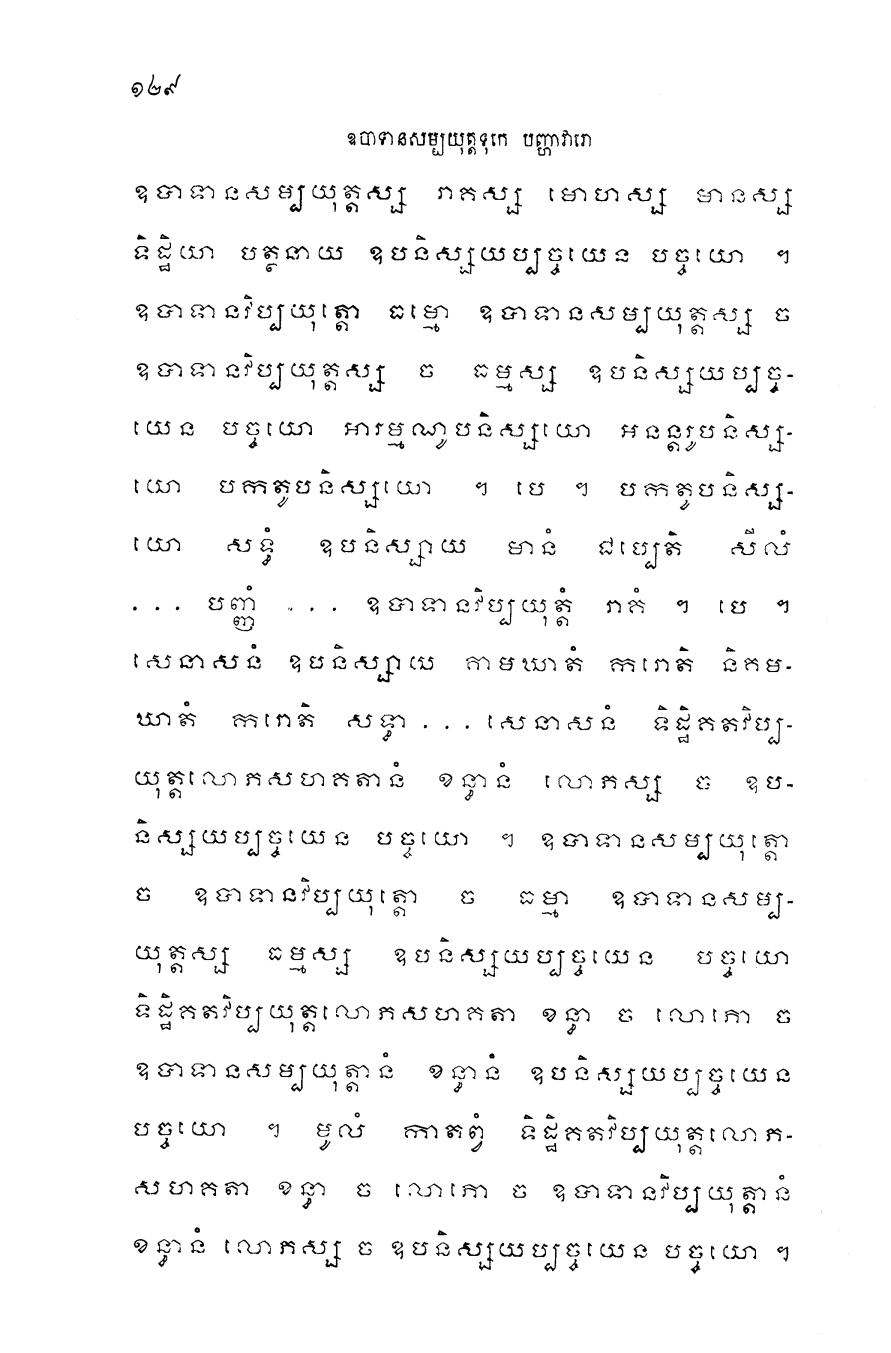 ១២៩
ឧបាទានសម្បយុត្តទុកេ បញ្ហាវារោ
ឧបាទានសម្បយុត្តស្ស រាគស្ស មោហស្ស មានស្ស
ទិដ្ឋិយា បត្ថនាយ ឧបនិស្សយប្បច្ចយេន បច្ចយោ ។
ឧបាទានវិប្បយុត្តោ ធម្មោ ឧបាទានសម្បយុត្តស្ស ច
ឧបាទានវិប្បយុត្តស្ស ច ធម្មស្ស ឧបនិស្សយប្បច្ច-
យេន បច្ចយោ អារម្មណូបនិស្សយោ អនន្តរូបនិស្ស-
យោ បកតូបនិស្សយោ ។ បេ ។ បកតូបនិស្ស-
យោ សទ្ធំ ឧបនិស្សាយ មានំ ជប្បេតិ សីលំ
... បញ្ញំ ... ឧបាទានវិប្បយុត្តំ រាគំ ។ បេ ។
សេនាសនំ ឧបនិស្សាយ គាមឃាតំ ករោតិ និគម-
ឃាតំ ករោតិ សទ្ធា ... សេនាសនំ ទិដ្ឋិគតវិប្ប-
យុត្តលោភសហគតានំ ខន្ធានំ លោភស្ស ច ឧប-
និស្សយប្បច្ចយេន បច្ចយោ ។ ឧបាទានសម្បយុត្តោ
ច ឧបាទានវិប្បយុត្តោ ច ធម្មា ឧបាទានសម្ប-
យុត្តស្ស ធម្មស្ស ឧបនិស្សយប្បច្ចយេន បច្ចយោ
ទិដ្ឋិគតវិប្បយុត្តលោភសហគតា ខន្ធា ច លោភោ ច
ឧបាទានសម្បយុត្តានំ ខន្ធានំ ឧបនិស្សយប្បច្ចយេន
បច្ចយោ ។ មូលំ កាតព្វំ ទិដ្ឋិគតវិប្បយុត្តលោភ-
សហគតា ខន្ធា ច លោភោ ច ឧបាទានវិប្បយុត្តានំ
ខន្ធានំ លោភស្ស ច ឧបនិស្សយប្បច្ចយេន បច្ចយោ ។